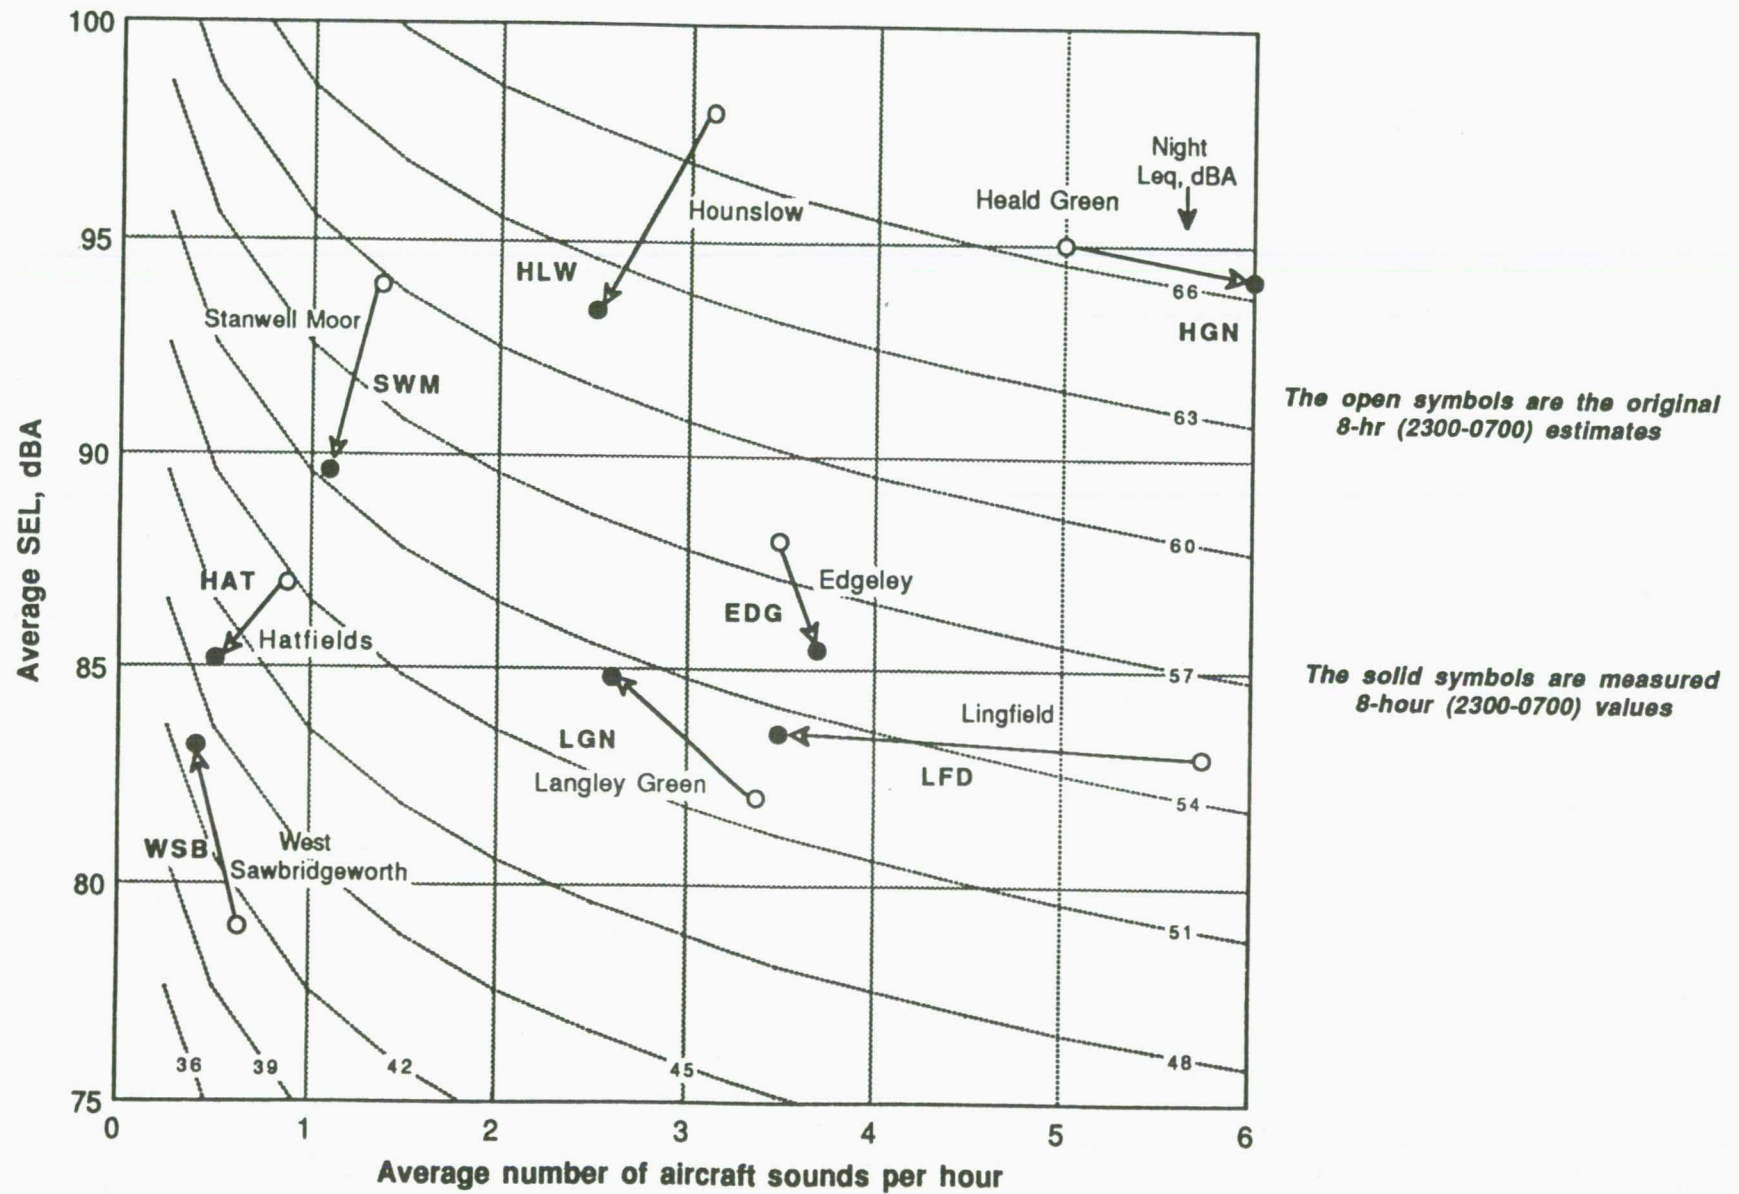 100
95
90
85
80
75
Average SEL, dBA
0
1
2
3
4
5
6
Average number of aircraft sounds per hour
Night
Leq, dBA
Heald Green
HGN
Hounslow
HLW
Stanwell Moor
SWM
HAT
Hatfields
Edgeley
EDG
LGN
Langley Green
Lingfield
LFD
WSB
West
Sawbridgeworth
66
63
60
57
54
51
48
45
42
39
36
The open symbols are the original
8-hr (2300-0700) estimates
The solid symbols are measured
8-hour (2300-0700) values